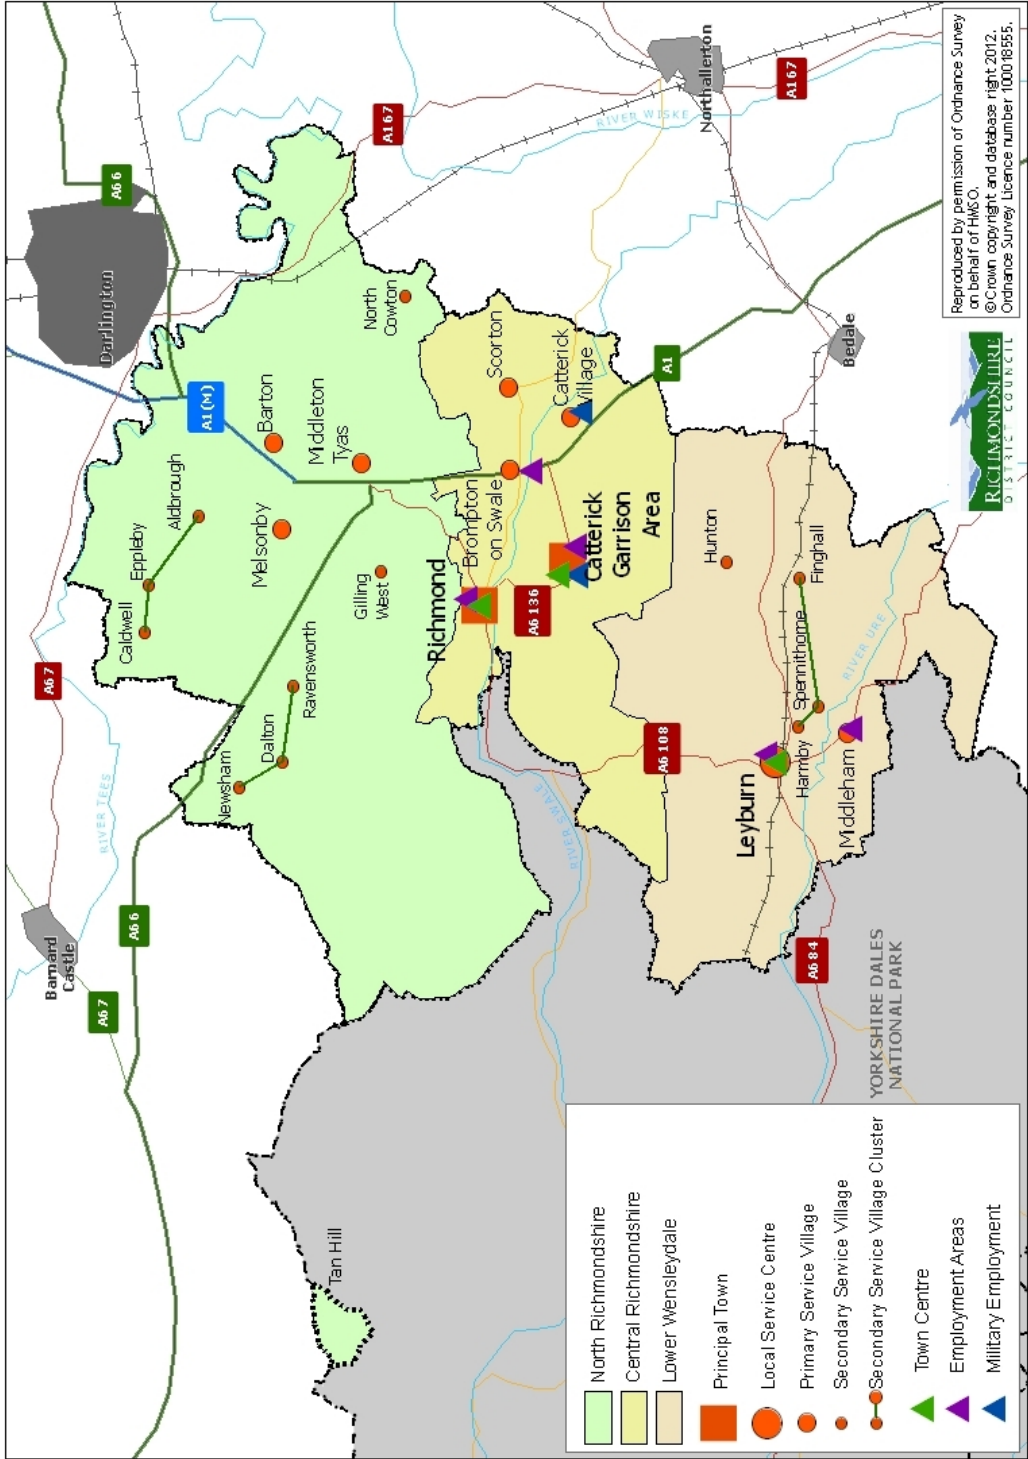 Barnard
Castle
A67
A66
RIVER TEES
A67
Darlington
A66
A1(M)
A167
Northallerton
RIVER WISKE
A167
Caldwell
Eppleby
Aldbrough
Newsham
Dalton
Ravensworth
Melsonby
Barton
Middleton
Tyas
Gilling
West
North
Cowton
Tan Hill
Richmond
Brompton
on Swale
Scorton
Catterick
Village
Catterick
Garrison
Area
A6136
A1
RIVER SWALE
A6108
Hunton
Leyburn
Harmby
Spennithorne
Finghall
Middleham
RIVER URE
Bedale
A684
YORKSHIRE DALES
NATIONAL PARK
North Richmondshire
Central Richmondshire
Lower Wensleydale
Principal Town
Local Service Centre
Primary Service Village
Secondary Service Village
Secondary Service Village Cluster
Town Centre
Employment Areas
Military Employment
RICHMONDSHIRE
DISTRICT COUNCIL
Reproduced by permission of Ordnance Survey
on behalf of HMSO.
© Crown copyright and database right 2012.
Ordnance Survey Licence number 100018555.